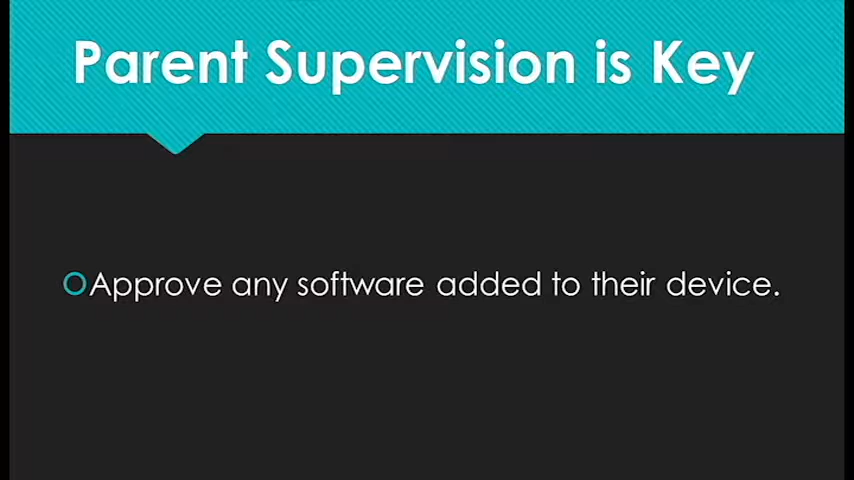 Parent Supervision is Key
Approve any software added to their device.